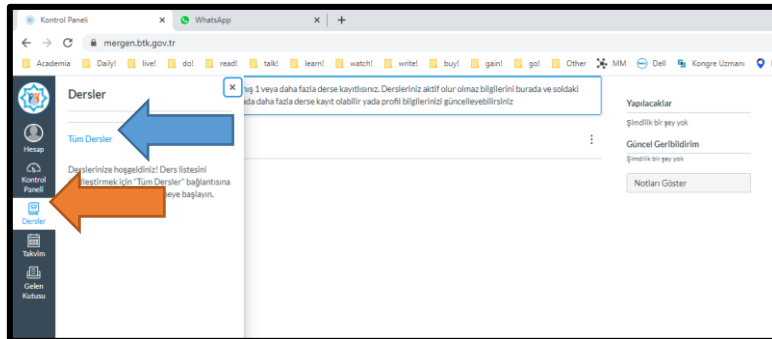 Kontrol Paneli
WhatsApp
mergen.btk.gov.tr
Academia Daily! live! do! read! talk! learn! watch! write! buy! gain! go! Other MM Dell Kongre Uzmanı
Dersler
Tüm Dersler
Derslerinize hoşgeldiniz! Ders listesini
için "Tüm Dersler" bağlantısına
başlayın.
1 veya daha fazla derse kayıtlısınız. Dersleriniz aktif olur olmaz bilgilerini burada ve soldaki
daha fazla derse kayıt olabilir yada profil bilgilerinizi güncelleyebilirsiniz
Hesap
Kontrol
Paneli
Dersler
Takvim
Gelen
Kutusu
Yapılacaklar
Şimdilik bir şey yok
Güncel Geribildirim
Şimdilik bir şey yok
Notları Göster